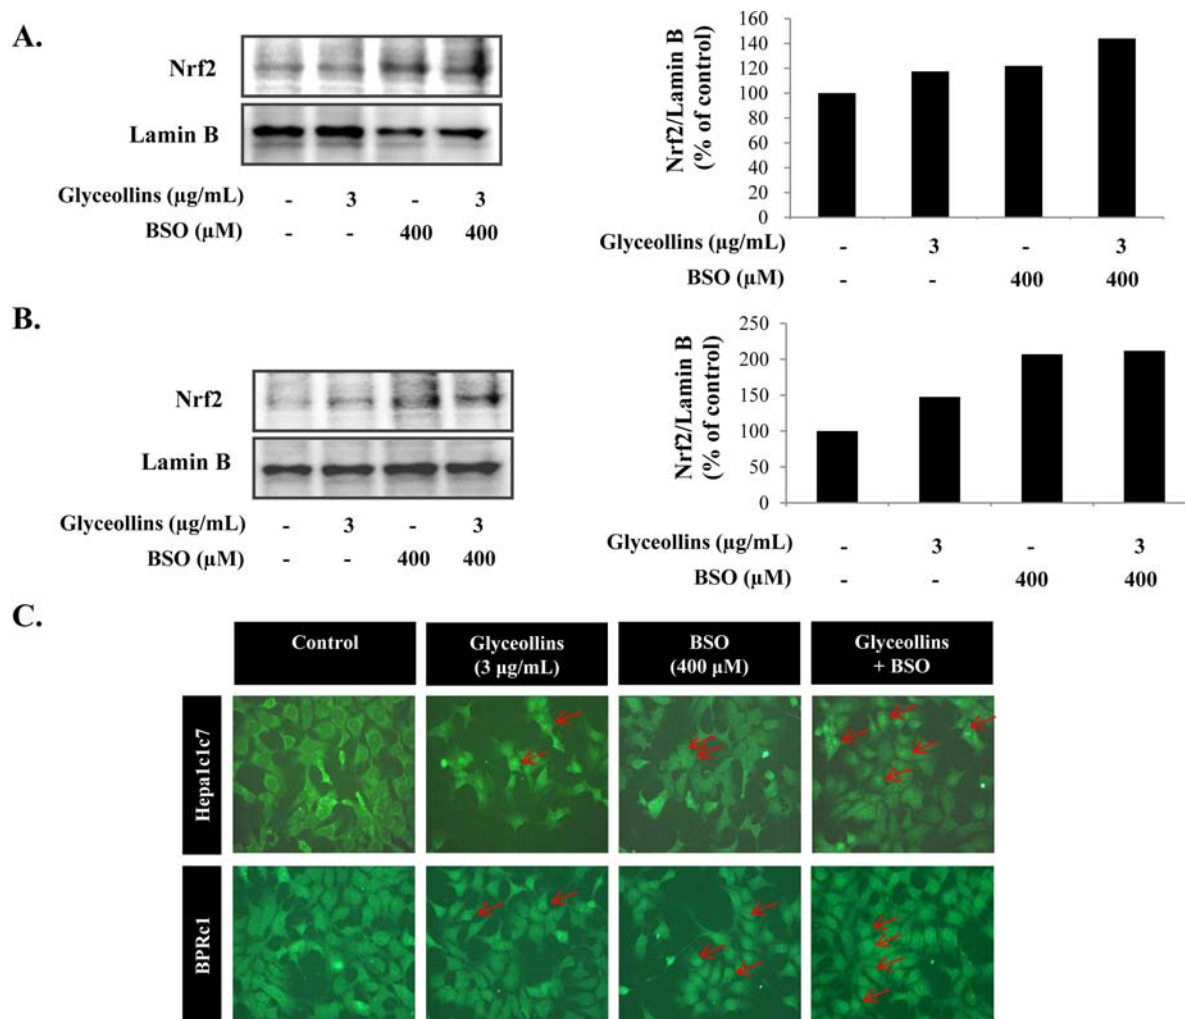 A.
Nrf2
Lamin B
Glyceollins (µg/mL) - 3 - 3
BSO (µM) - - 400 400
Nrf2/Lamin B
(% of control)
160
140
120
100
80
60
40
20
0
Glyceollins (µg/mL) - 3 - 3
BSO (µM) - - 400 400
B.
Nrf2
Lamin B
Glyceollins (µg/mL) - 3 - 3
BSO (µM) - - 400 400
Nrf2/Lamin B
(% of control)
250
200
150
100
50
0
Glyceollins (µg/mL) - 3 - 3
BSO (µM) - - 400 400
C.
Control
Glyceollins
(3 µg/mL)
BSO
(400 µM)
Glyceollins
+ BSO
Hepa1c1c7
BPRc1